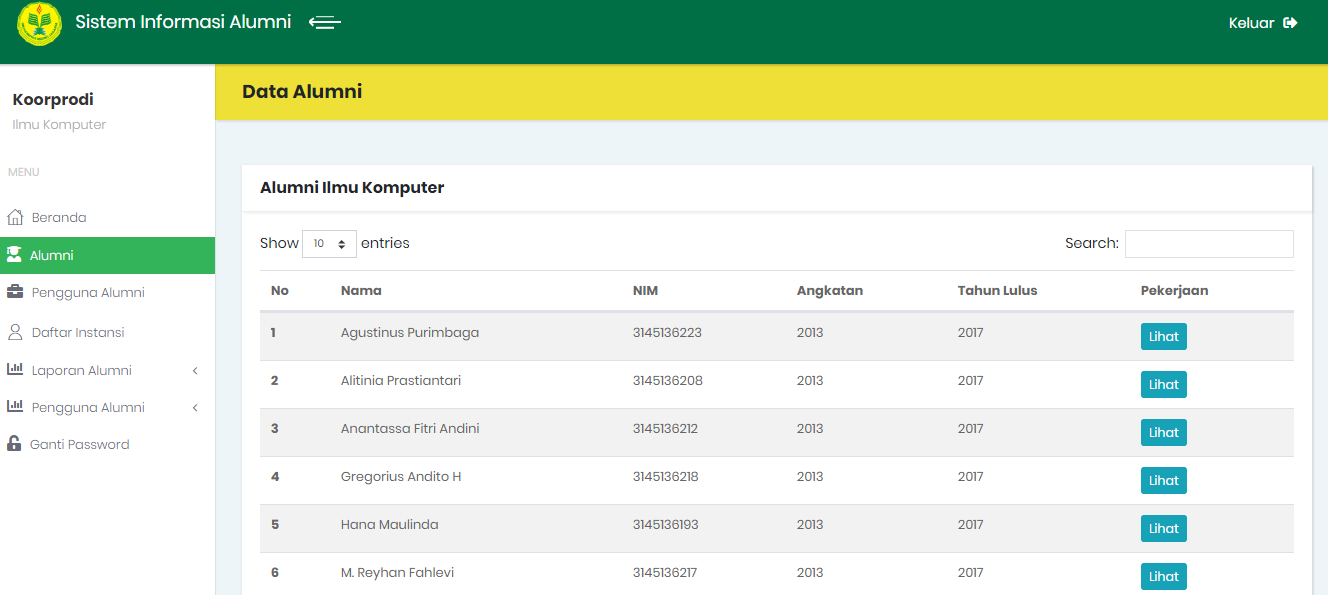 Sistem Informasi Alumni
Keluar
Koorprodi
Ilmu Komputer
MENU
Beranda
Alumni
Pengguna Alumni
Daftar Instansi
Laporan Alumni
Pengguna Alumni
Ganti Password
Data Alumni
Alumni Ilmu Komputer
Show 10 entries
Search:
No Nama NIM Angkatan Tahun Lulus Pekerjaan
1 Agustinus Purimbaga 3145136223 2013 2017 Lihat
2 Alitinia Prastiantari 3145136208 2013 2017 Lihat
3 Anantassa Fitri Andini 3145136212 2013 2017 Lihat
4 Gregorius Andito H 3145136218 2013 2017 Lihat
5 Hana Maulinda 3145136193 2013 2017 Lihat
6 M. Reyhan Fahlevi 3145136217 2013 2017 Lihat